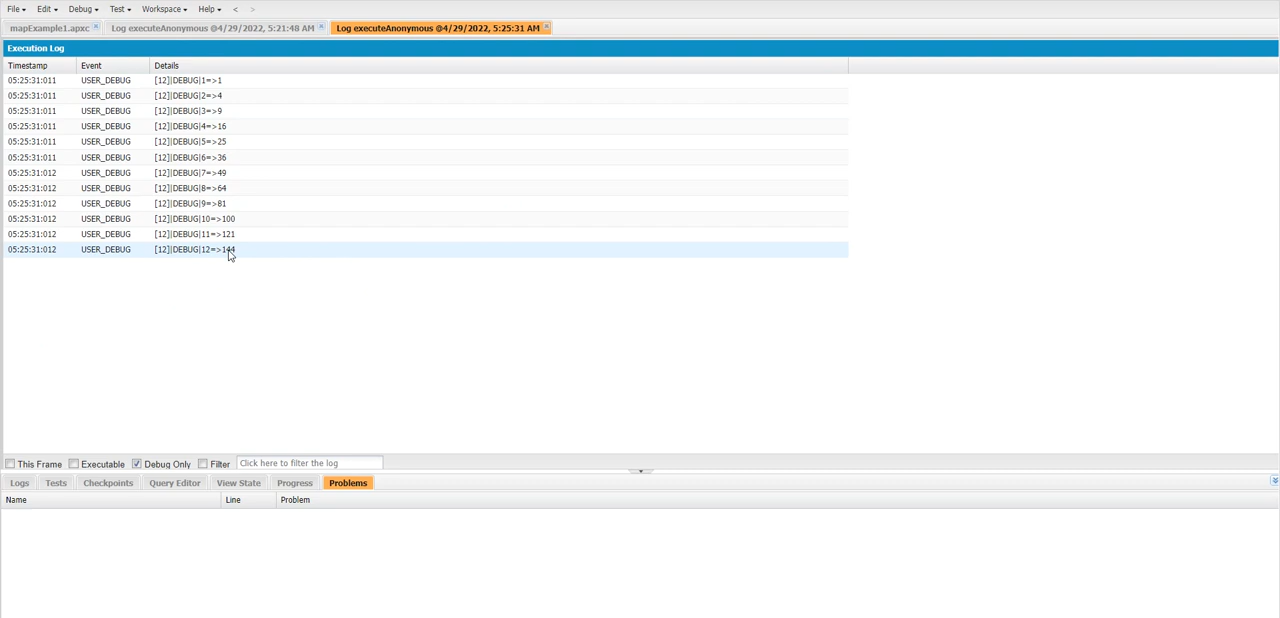 File Edit Debug Test Workspace Help < >
mapExample1.apxc Log executeAnonymous @4/29/2022, 5:21:48 AM Log executeAnonymous @4/29/2022, 5:25:31 AM
Execution Log
Timestamp Event Details
05:25:31:011 USER_DEBUG [12]|DEBUG|1=>1
05:25:31:011 USER_DEBUG [12]|DEBUG|2=>4
05:25:31:011 USER_DEBUG [12]|DEBUG|3=>9
05:25:31:011 USER_DEBUG [12]|DEBUG|4=>16
05:25:31:011 USER_DEBUG [12]|DEBUG|5=>25
05:25:31:011 USER_DEBUG [12]|DEBUG|6=>36
05:25:31:012 USER_DEBUG [12]|DEBUG|7=>49
05:25:31:012 USER_DEBUG [12]|DEBUG|8=>64
05:25:31:012 USER_DEBUG [12]|DEBUG|9=>81
05:25:31:012 USER_DEBUG [12]|DEBUG|10=>100
05:25:31:012 USER_DEBUG [12]|DEBUG|11=>121
05:25:31:012 USER_DEBUG [12]|DEBUG|12=>144
This Frame Executable Debug Only Filter Click here to filter the log
Logs Tests Checkpoints Query Editor View State Progress Problems
Name Line Problem